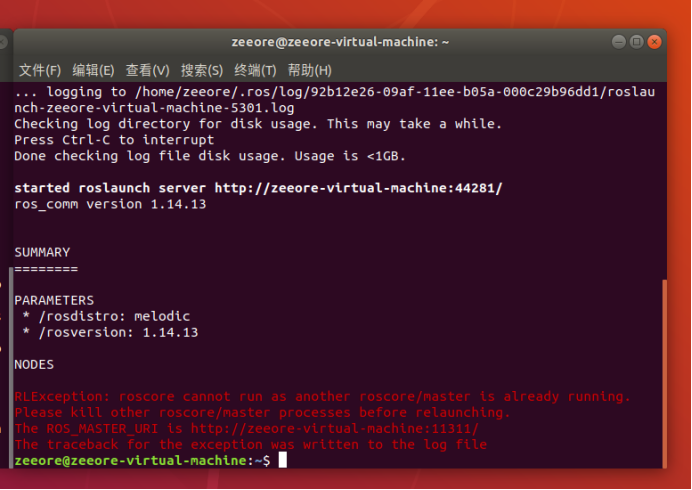 zeeore@zeeore-virtual-machine: ~
文件(F) 编辑(E) 查看(V) 搜索(S) 终端(T) 帮助(H)
... logging to /home/zeeore/.ros/log/92b12e26-09af-11ee-b05a-000c29b96dd1/roslau
nch-zeeore-virtual-machine-5301.log
Checking log directory for disk usage. This may take a while.
Press Ctrl-C to interrupt
Done checking log file disk usage. Usage is <1GB.
started roslaunch server http://zeeore-virtual-machine:44281/
ros_comm version 1.14.13
SUMMARY
========
PARAMETERS
* /rosdistro: melodic
* /rosversion: 1.14.13
NODES
RLException: roscore cannot run as another roscore/master is already running.
Please kill other roscore/master processes before relaunching.
The ROS_MASTER_URI is http://zeeore-virtual-machine:11311/
The traceback for the exception was written to the log file
zeeore@zeeore-virtual-machine:~$